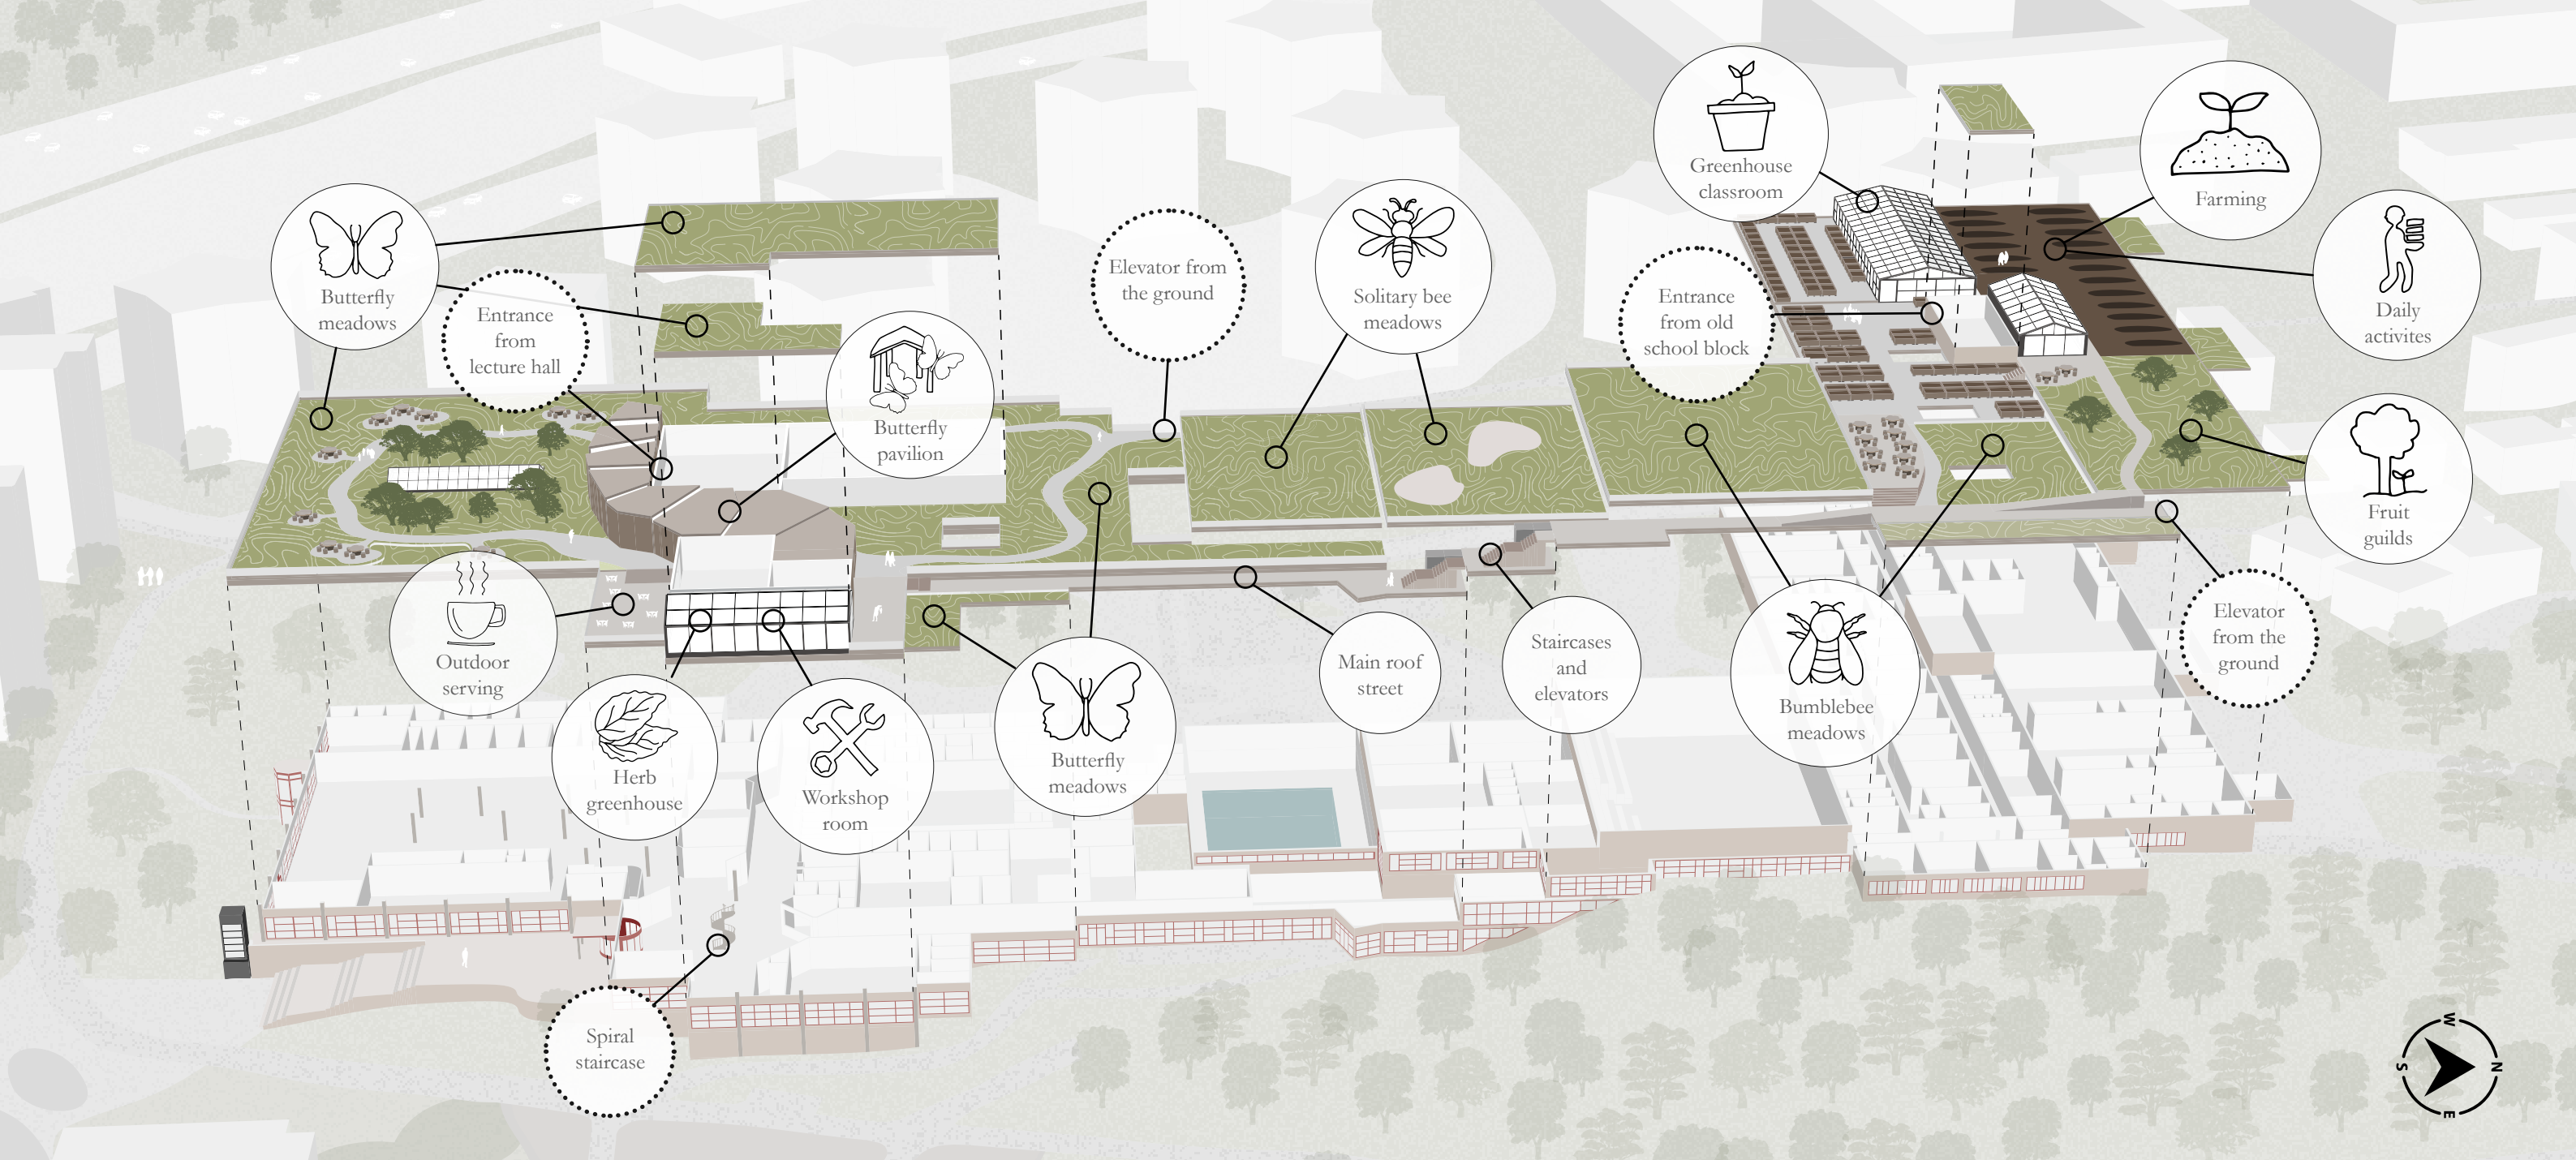 Greenhouse
classroom
Farming
Butterfly
meadows
Entrance
from
lecture hall
Elevator from
the ground
Solitary bee
meadows
Entrance
from old
school block
Daily
activites
Butterfly
pavilion
Fruit
guilds
Outdoor
serving
Herb
greenhouse
Workshop
room
Butterfly
meadows
Main roof
street
Staircases
and
elevators
Bumblebee
meadows
Elevator
from the
ground
Spiral
staircase
W
S
N
E